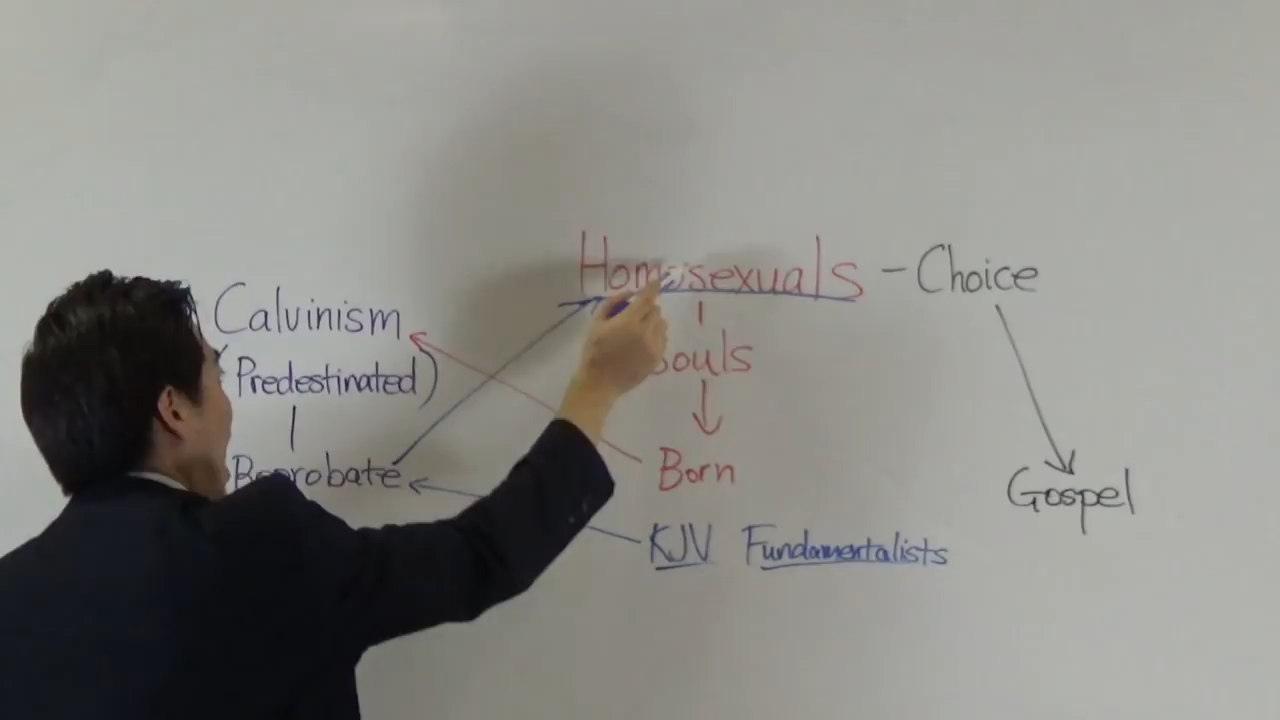 Homosexuals - Choice
Calvinism
Souls
(Predestinated)
Born
Reprobate
Gospel
KJV Fundamentalists